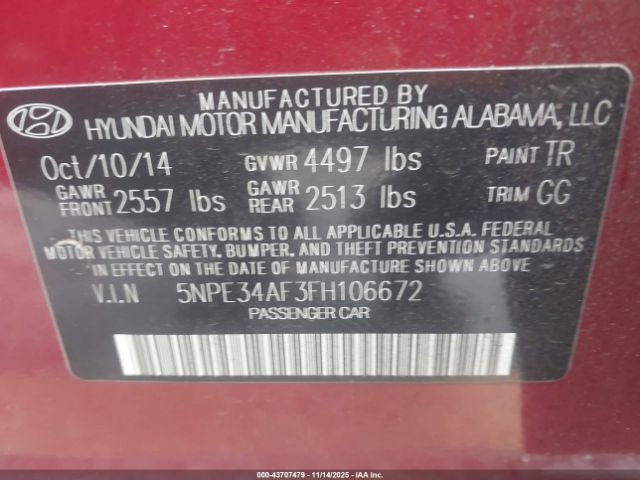 MANUFACTURED BY
HYUNDAI MOTOR MANUFACTURING ALABAMA, LLC
Oct/10/14 GVWR 4497 lbs PAINT TR
GAWR FRONT 2557 lbs GAWR REAR 2513 lbs TRIM GG
THIS VEHICLE CONFORMS TO ALL APPLICABLE U.S.A. FEDERAL
MOTOR VEHICLE SAFETY, BUMPER, AND THEFT PREVENTION STANDARDS
IN EFFECT ON THE DATE OF MANUFACTURE SHOWN ABOVE
V.I.N 5NPE34AF3FH106672
PASSENGER CAR
000-43707479 11/14/2025 - COPART